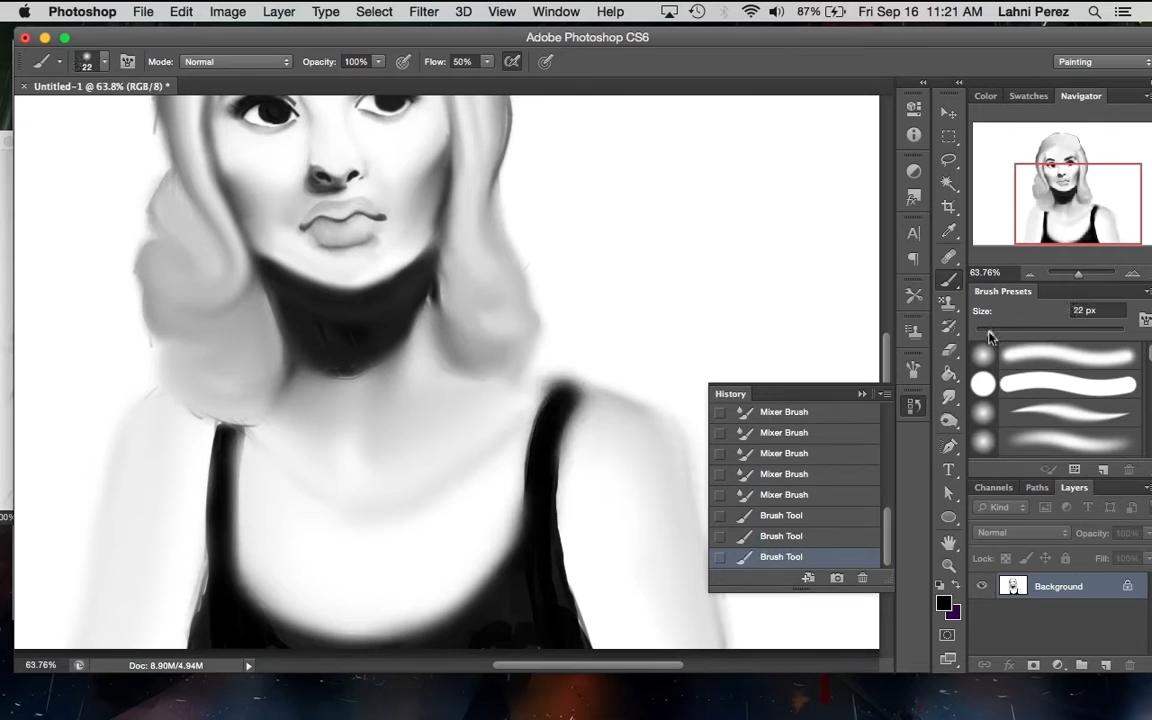 Photoshop File Edit Image Layer Type Select Filter 3D View Window Help 87% Fri Sep 16 11:21 AM Lahni Perez
Adobe Photoshop CS6
22 Mode: Normal Opacity: 100% Flow: 50% Painting
× Untitled-1 @ 63.8% (RGB/8) *
Color Swatches Navigator
63.76%
Brush Presets
Size: 22 px
History
Mixer Brush
Mixer Brush
Mixer Brush
Mixer Brush
Mixer Brush
Brush Tool
Brush Tool
Brush Tool
Channels Paths Layers
Kind
Normal Opacity: 100%
Lock: Fill: 100%
Background
63.76% Doc: 8.90M/4.94M